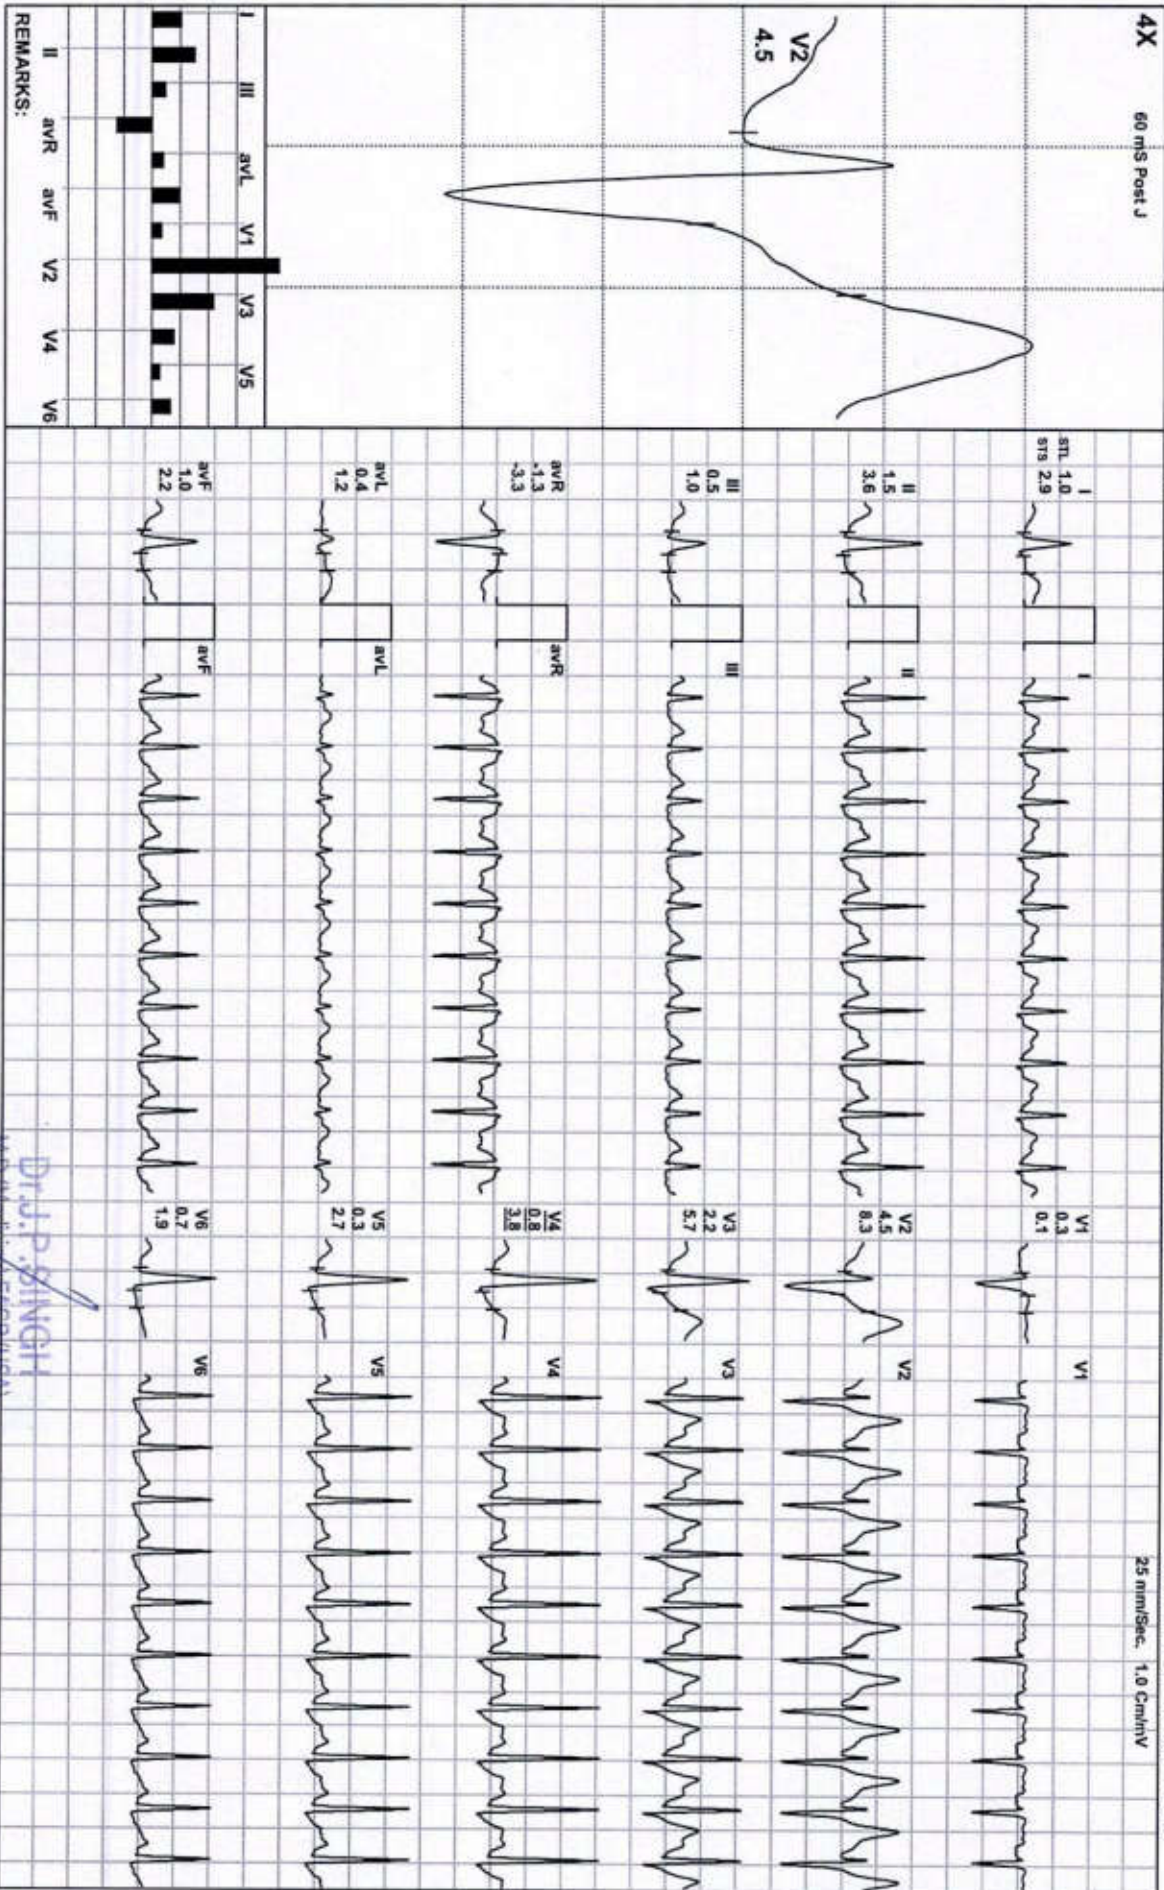 4X
60 mS Post J
25 mm/Sec. 1.0 Cm/mV
V2
4.5
I
STL 1.0
STS 2.9
I
V1
0.3
0.1
V1
II
1.5
3.6
II
V2
4.5
8.3
V2
III
0.5
1.0
III
V3
2.2
5.7
V3
avR
-1.3
-3.3
avR
V4
0.8
3.8
V4
avL
0.4
1.2
avL
V5
0.3
2.7
V5
avF
1.0
2.2
avF
V6
0.7
1.9
V6
I III avL V1 V3 V5
II avR avF V2 V4 V6
REMARKS:
Dr.J.P.SINGH